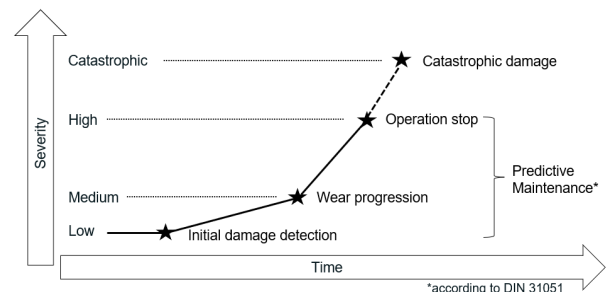 Catastrophic
Catastrophic damage
High
Operation stop
Severity
Predictive
Maintenance*
Medium
Wear progression
Low
Initial damage detection
Time
*according to DIN 31051